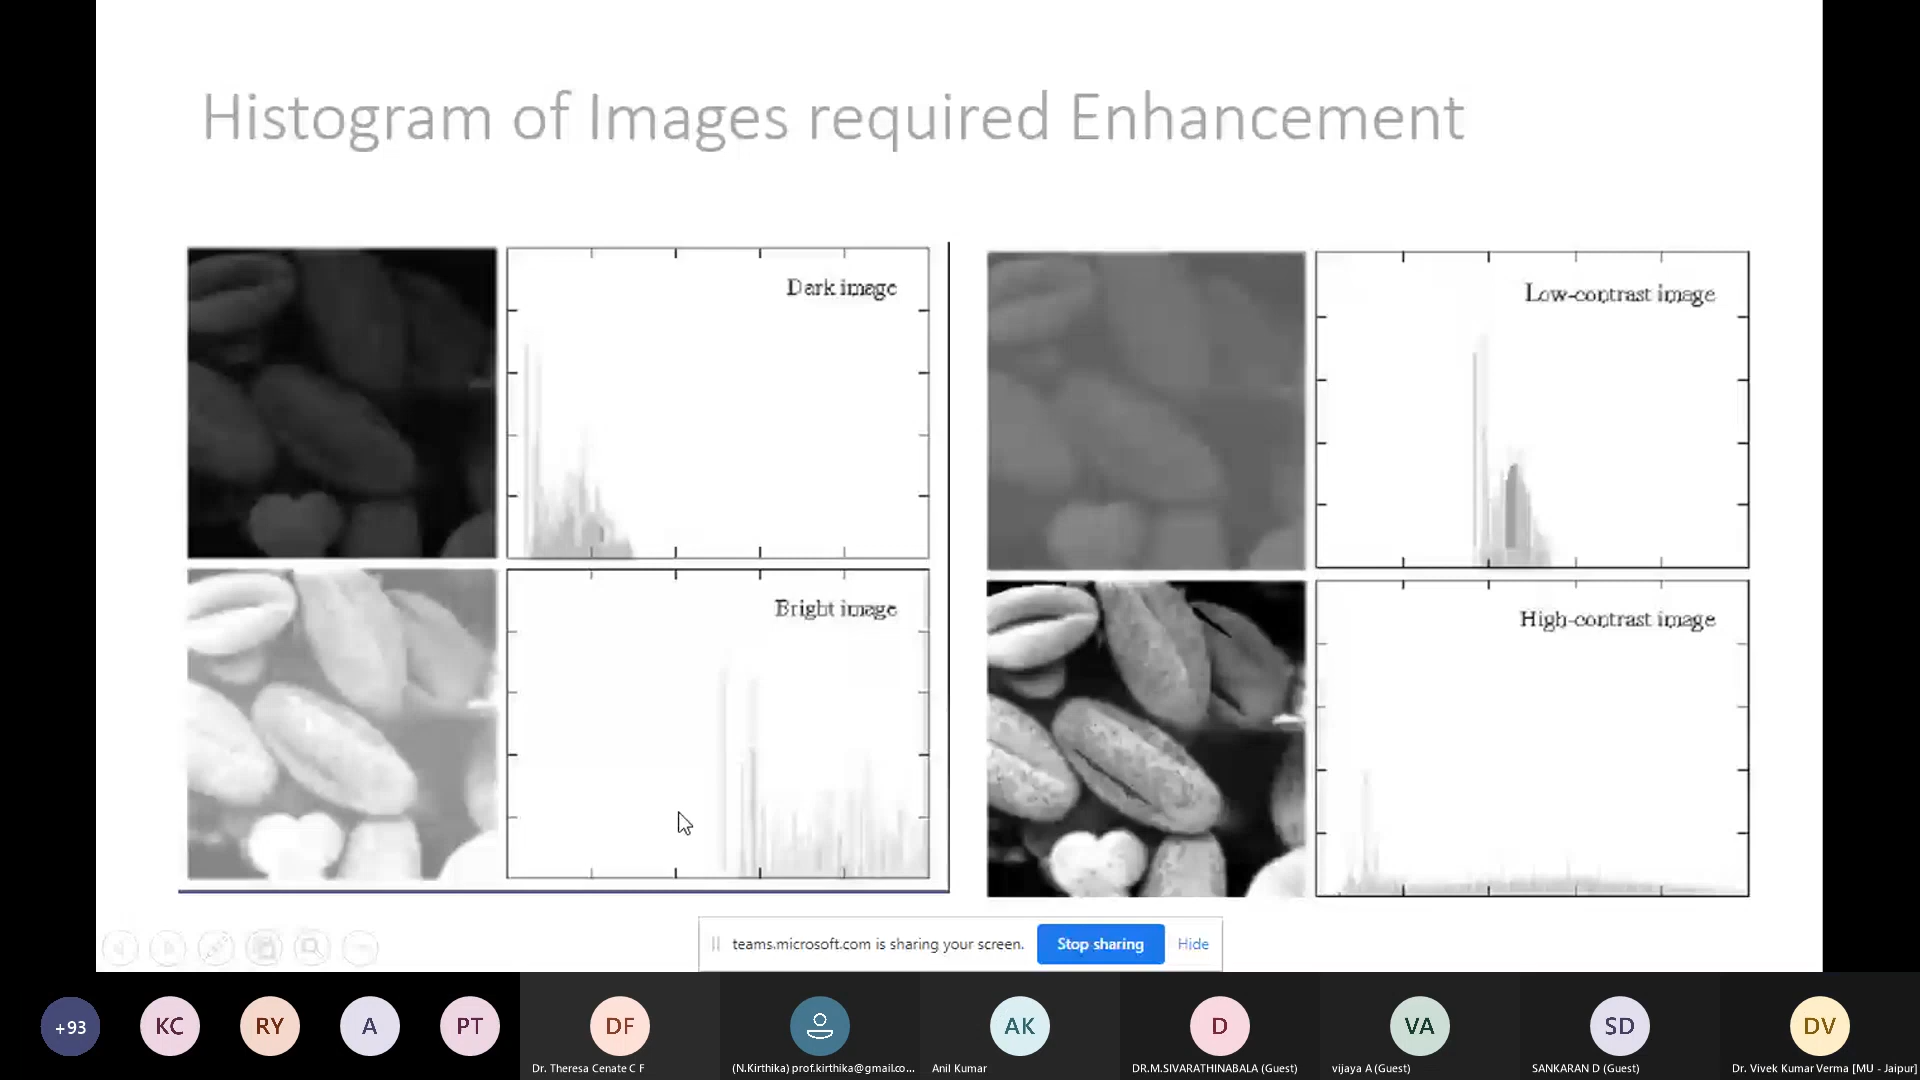 Histogram of Images required Enhancement
Dark image
Low-contrast image
Bright image
High-contrast image
teams.microsoft.com is sharing your screen.
Stop sharing
Hide
+93
KC
RY
A
PT
DF
AK
D
VA
SD
DV
Dr. Theresa Cenate C F
(N.Kirthika) prof.kirthika@gmail.co...
Anil Kumar
DR.M.SIVARATHINABALA (Guest)
vijaya A (Guest)
SANKARAN D (Guest)
Dr. Vivek Kumar Verma [MU - Jaipur]